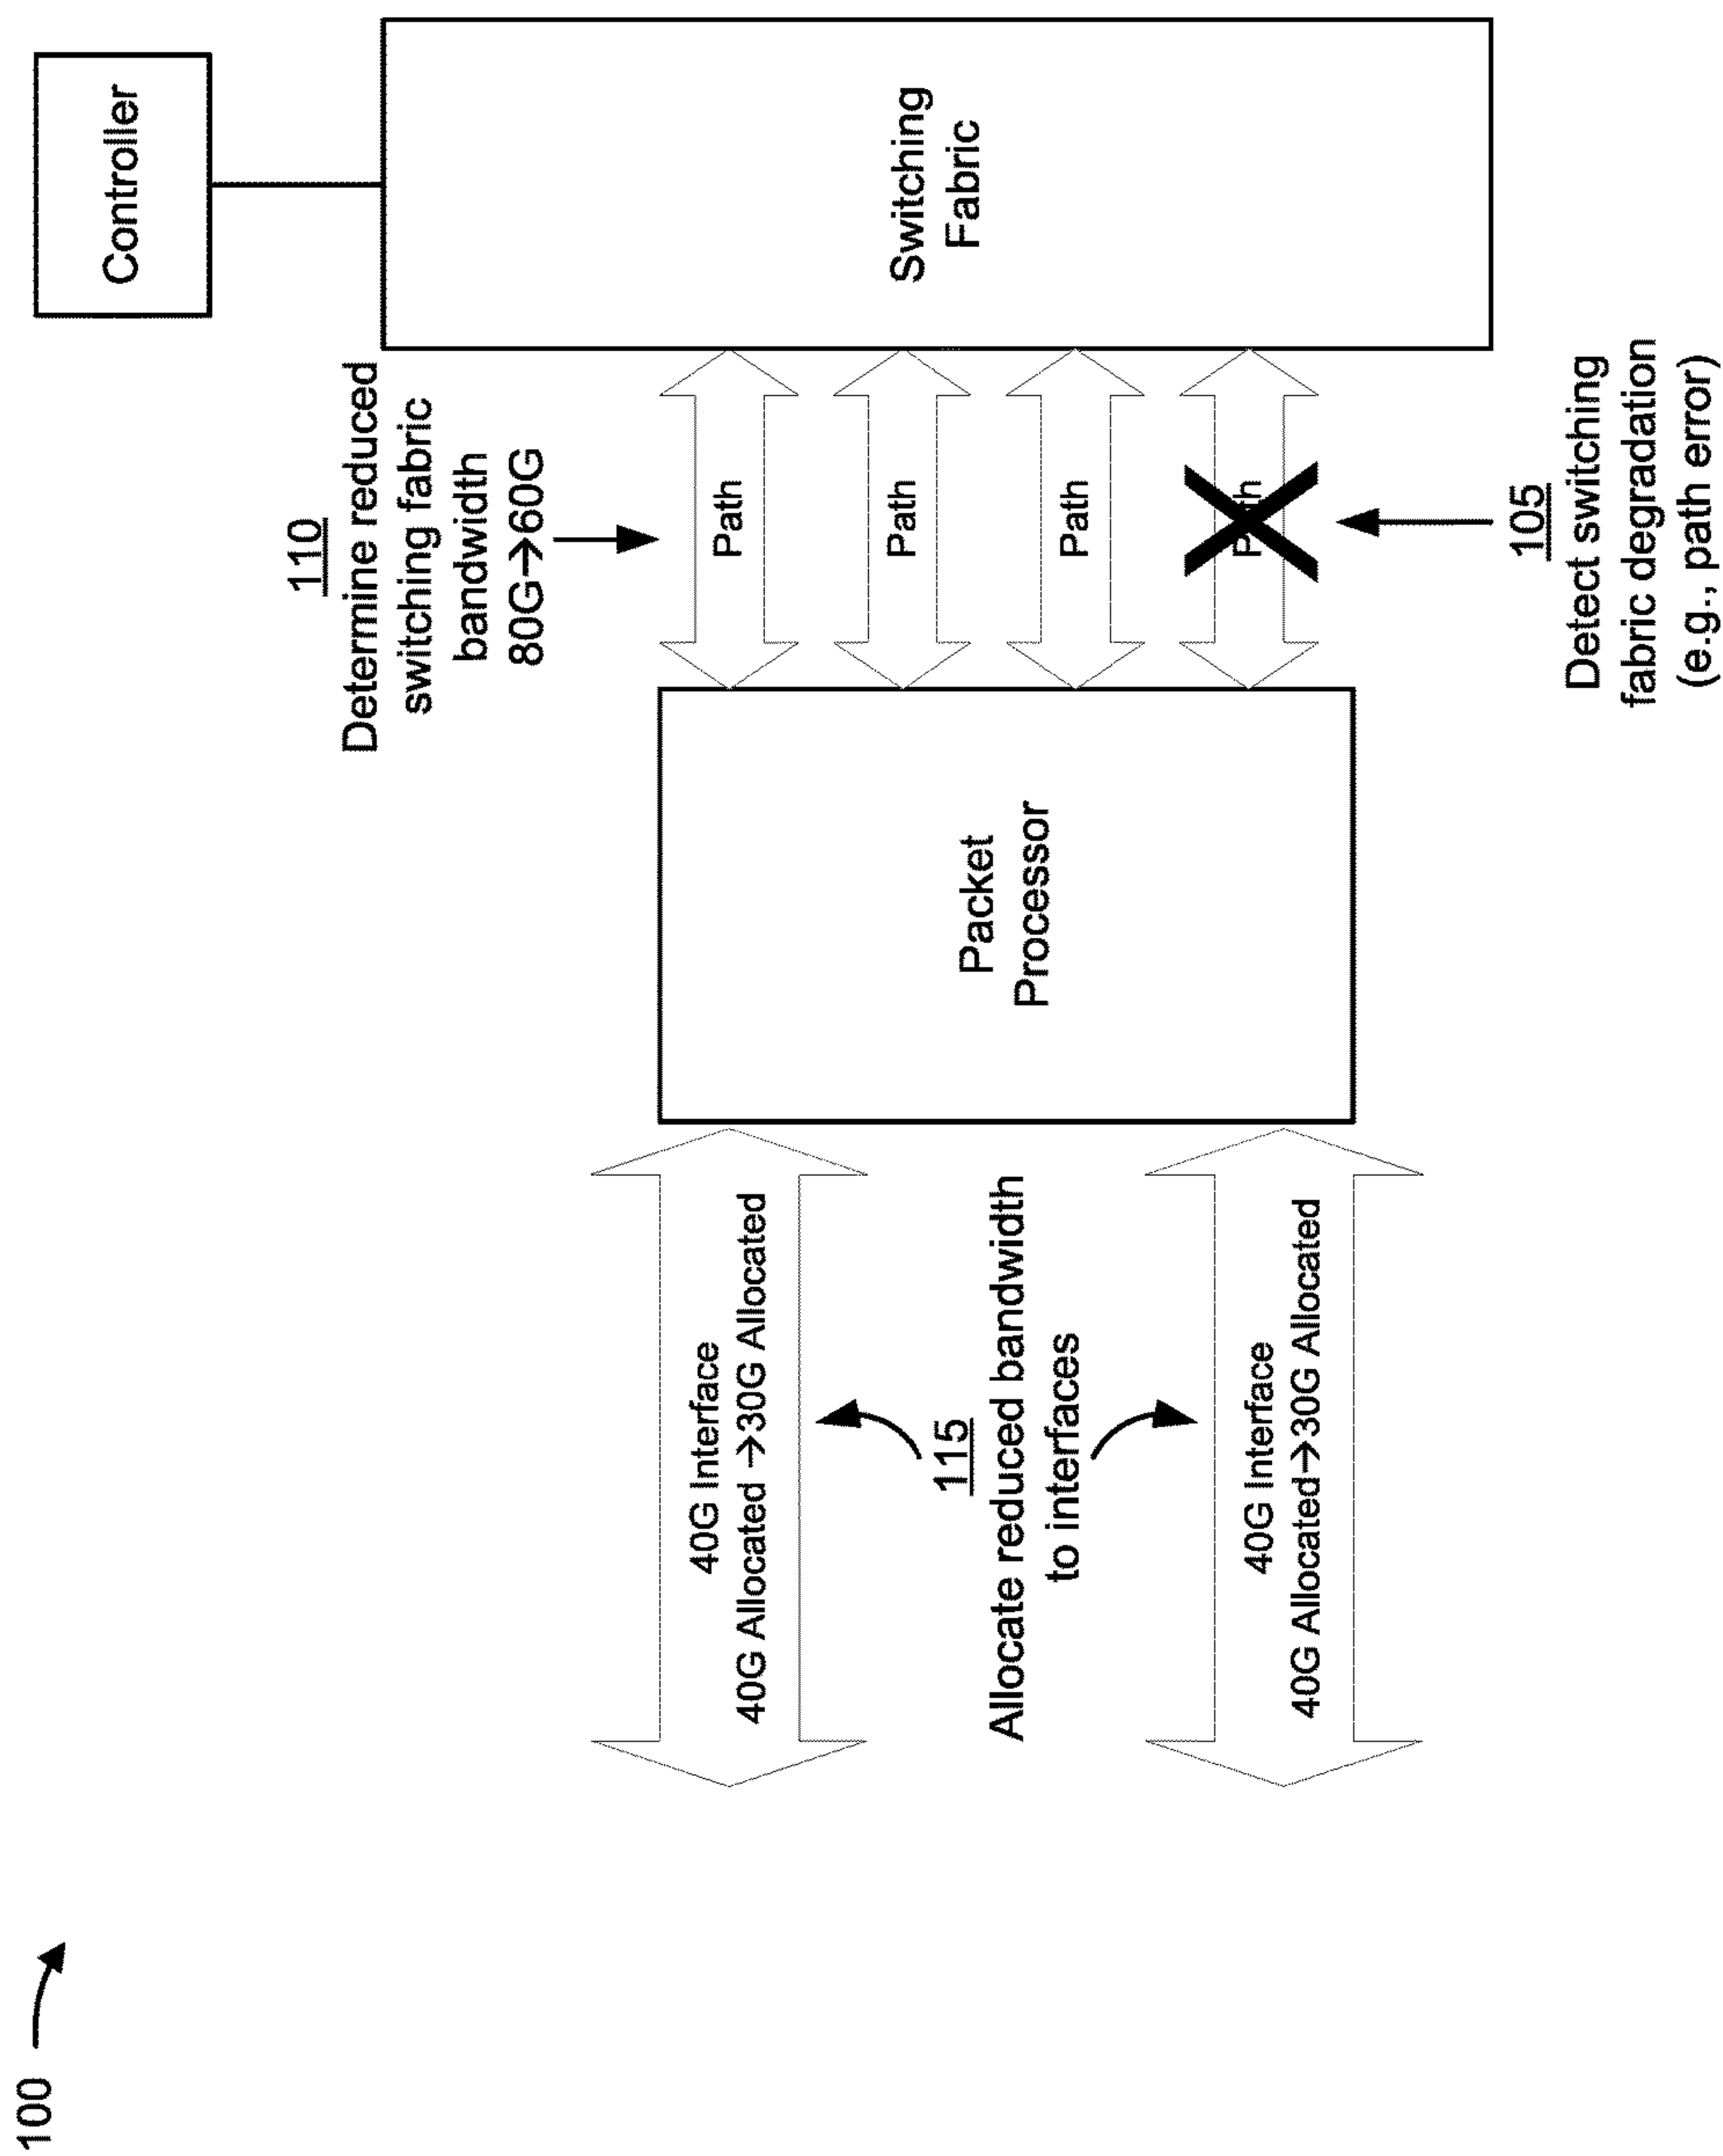 100
Controller
110
Determine reduced
switching fabric
bandwidth
80G→60G
Switching
Fabric
Path
Path
Path
Path
Packet
Processor
40G Interface
40G Allocated →30G Allocated
115
Allocate reduced bandwidth
to interfaces
40G Interface
40G Allocated→30G Allocated
105
Detect switching
fabric degradation
(e.g., path error)